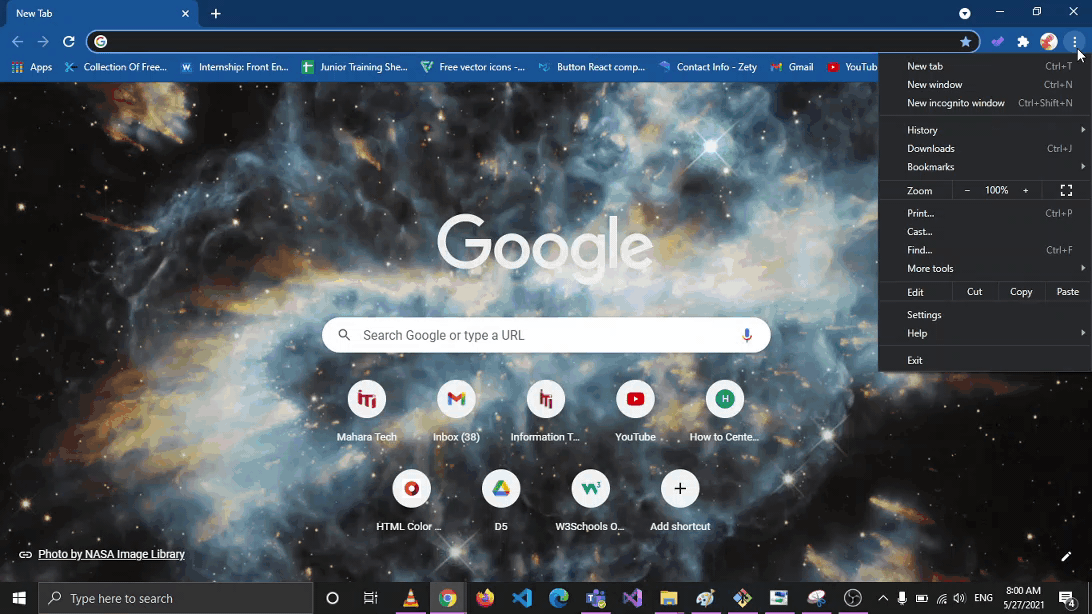 New Tab
Apps
Collection Of Free...
Internship: Front En...
Junior Training She...
Free vector icons -...
Button React comp...
Contact Info - Zety
Gmail
YouTub
New tab Ctrl+T
New window Ctrl+N
New incognito window Ctrl+Shift+N
History
Downloads Ctrl+J
Bookmarks
Zoom - 100% +
Print... Ctrl+P
Cast...
Find... Ctrl+F
More tools
Edit Cut Copy Paste
Settings
Help
Exit
Google
Search Google or type a URL
Mahara Tech
Inbox (38)
Information T...
YouTube
How to Cente...
HTML Color ...
D5
W3Schools O...
Add shortcut
Photo by NASA Image Library
Type here to search
ENG
8:00 AM
5/27/2021
4